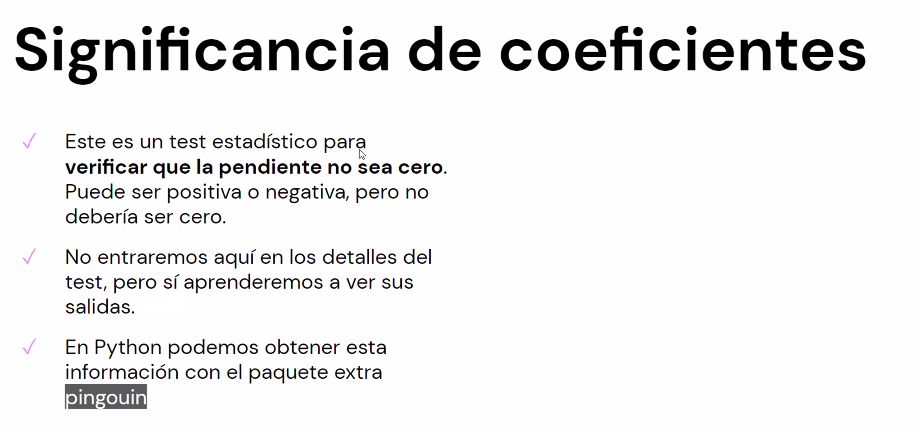 Significancia de coeficientes
✓ Este es un test estadístico para
verificar que la pendiente no sea cero.
Puede ser positiva o negativa, pero no
debería ser cero.
✓ No entraremos aquí en los detalles del
test, pero sí aprenderemos a ver sus
salidas.
✓ En Python podemos obtener esta
información con el paquete extra
pingouin